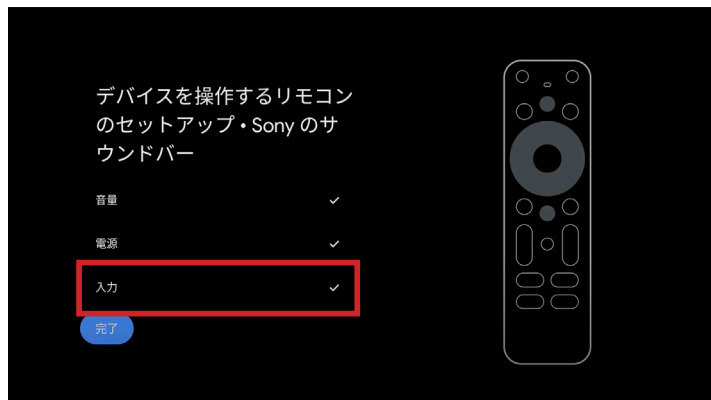 デバイスを操作するリモコン
のセットアップ • Sony のサ
ウンドバー
音量
電源
入力
完了